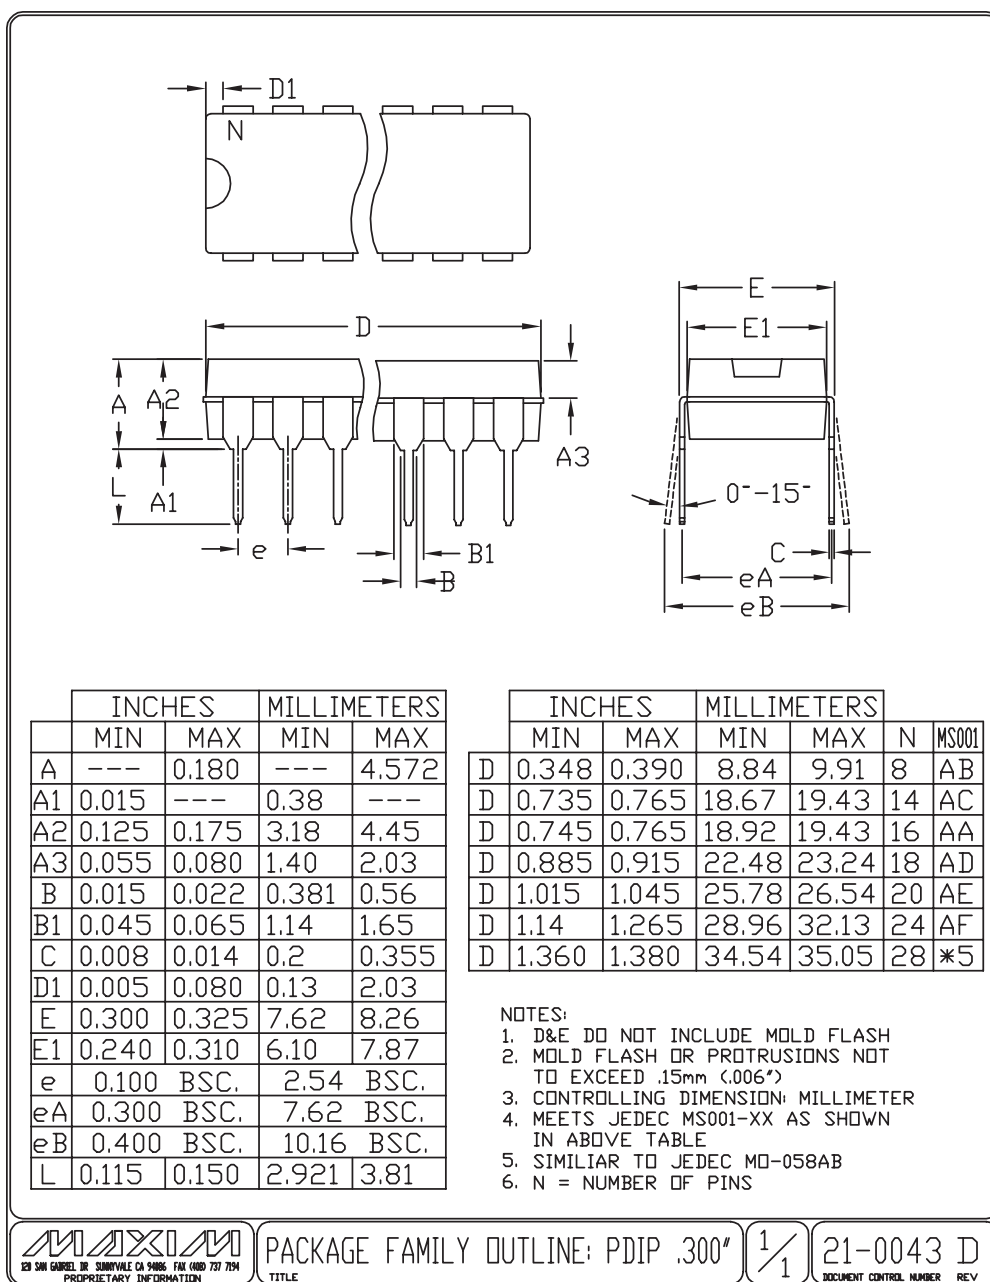 D1
N
E
D
E1
A
A2
A3
L
A1
0°-15°
e
B1
C
B
eA
eB
INCHES MILLIMETERS
MIN MAX MIN MAX
A --- 0.180 --- 4.572
A1 0.015 --- 0.38 ---
A2 0.125 0.175 3.18 4.45
A3 0.055 0.080 1.40 2.03
B 0.015 0.022 0.381 0.56
B1 0.045 0.065 1.14 1.65
C 0.008 0.014 0.2 0.355
D1 0.005 0.080 0.13 2.03
E 0.300 0.325 7.62 8.26
E1 0.240 0.310 6.10 7.87
e 0.100 BSC. 2.54 BSC.
eA 0.300 BSC. 7.62 BSC.
eB 0.400 BSC. 10.16 BSC.
L 0.115 0.150 2.921 3.81
INCHES MILLIMETERS
MIN MAX MIN MAX N MS001
D 0.348 0.390 8.84 9.91 8 AB
D 0.735 0.765 18.67 19.43 14 AC
D 0.745 0.765 18.92 19.43 16 AA
D 0.885 0.915 22.48 23.24 18 AD
D 1.015 1.045 25.78 26.54 20 AE
D 1.14 1.265 28.96 32.13 24 AF
D 1.360 1.380 34.54 35.05 28 *5
NOTES:
1. D&E DO NOT INCLUDE MOLD FLASH
2. MOLD FLASH OR PROTRUSIONS NOT
TO EXCEED .15mm (.006")
3. CONTROLLING DIMENSION: MILLIMETER
4. MEETS JEDEC MS001-XX AS SHOWN
IN ABOVE TABLE
5. SIMILIAR TO JEDEC MO-058AB
6. N = NUMBER OF PINS
MAXIM
120 SAN GABRIEL DR SUNNYVALE CA 94086 FAX (408) 737 7194
PROPRIETARY INFORMATION
PACKAGE FAMILY OUTLINE: PDIP .300"
TITLE
1/1
21-0043 D
DOCUMENT CONTROL NUMBER REV